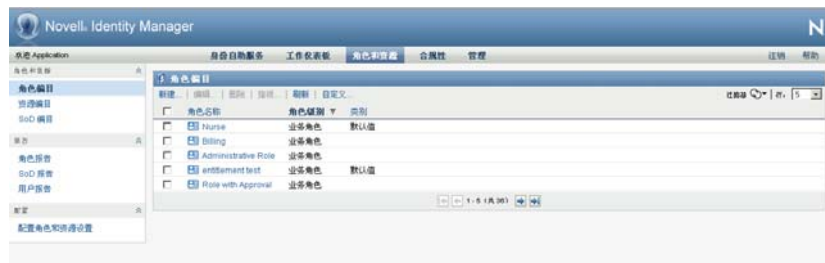 Novell® Identity Manager
N
欢迎 Application
身份自助服务 工作仪表板 角色和资源 合规性 管理
注销 帮助
角色和资源
角色编目
资源编目
SoD 编目
报告
角色报告
SoD 报告
用户报告
配置
配置角色和资源设置
角色编目
新建... | 编辑... | 删除 | 指派... | 刷新 | 自定义...
过滤器 | 行: 5
角色名称 角色级别 类别
Nurse 业务角色 默认值
Billing 业务角色
Administrative Role 业务角色
entitlement test 业务角色 默认值
Role with Approval 业务角色
1 - 5 (共 36)